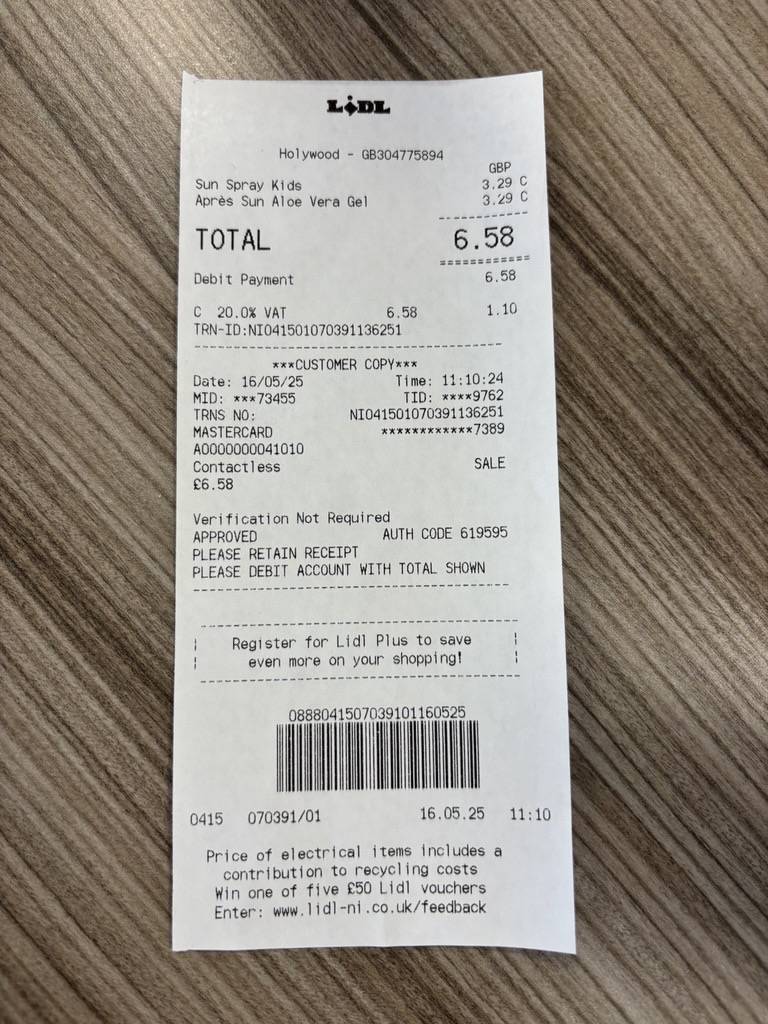 LIDL
Holywood - GB304775894
GBP
Sun Spray Kids 3.29 C
Après Sun Aloe Vera Gel 3.29 C
TOTAL 6.58
Debit Payment 6.58
C 20.0% VAT 6.58 1.10
TRN-ID:NI041501070391136251
***CUSTOMER COPY***
Date: 16/05/25 Time: 11:10:24
MID: ***73455 TID: ****9762
TRNS NO: NI041501070391136251
MASTERCARD ************7389
A0000000041010
Contactless SALE
£6.58
Verification Not Required
APPROVED AUTH CODE 619595
PLEASE RETAIN RECEIPT
PLEASE DEBIT ACCOUNT WITH TOTAL SHOWN
Register for Lidl Plus to save
even more on your shopping!
0888041507039101160525
0415 070391/01 16.05.25 11:10
Price of electrical items includes a
contribution to recycling costs
Win one of five £50 Lidl vouchers
Enter: www.lidl-ni.co.uk/feedback